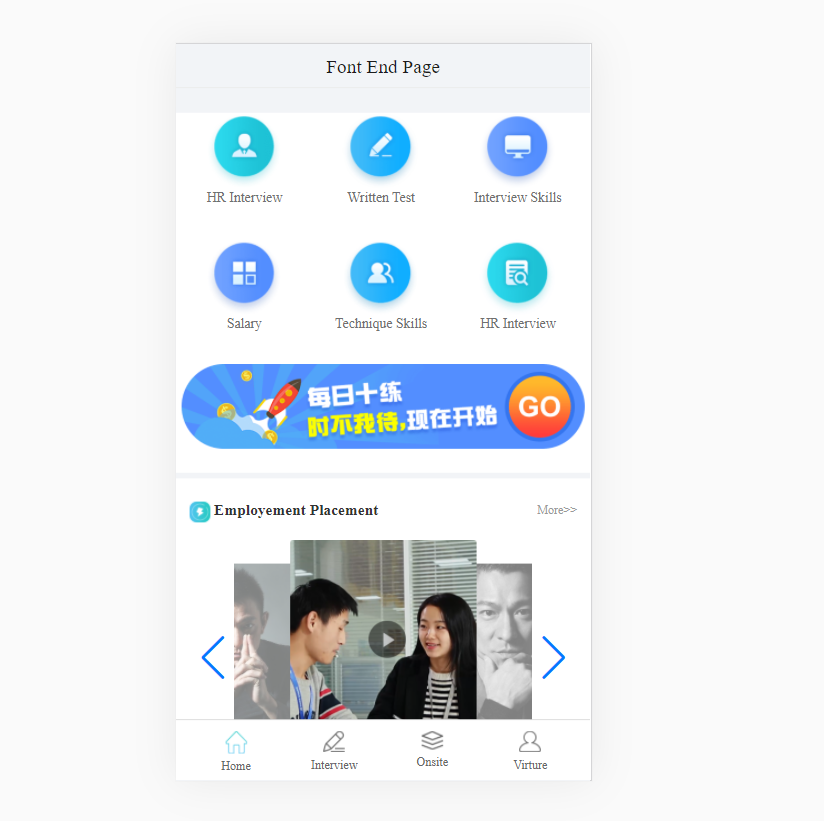 Font End Page
HR Interview
Written Test
Interview Skills
Salary
Technique Skills
HR Interview
每日十练
时不我待,现在开始
GO
Employement Placement
More>>
Home
Interview
Onsite
Virture